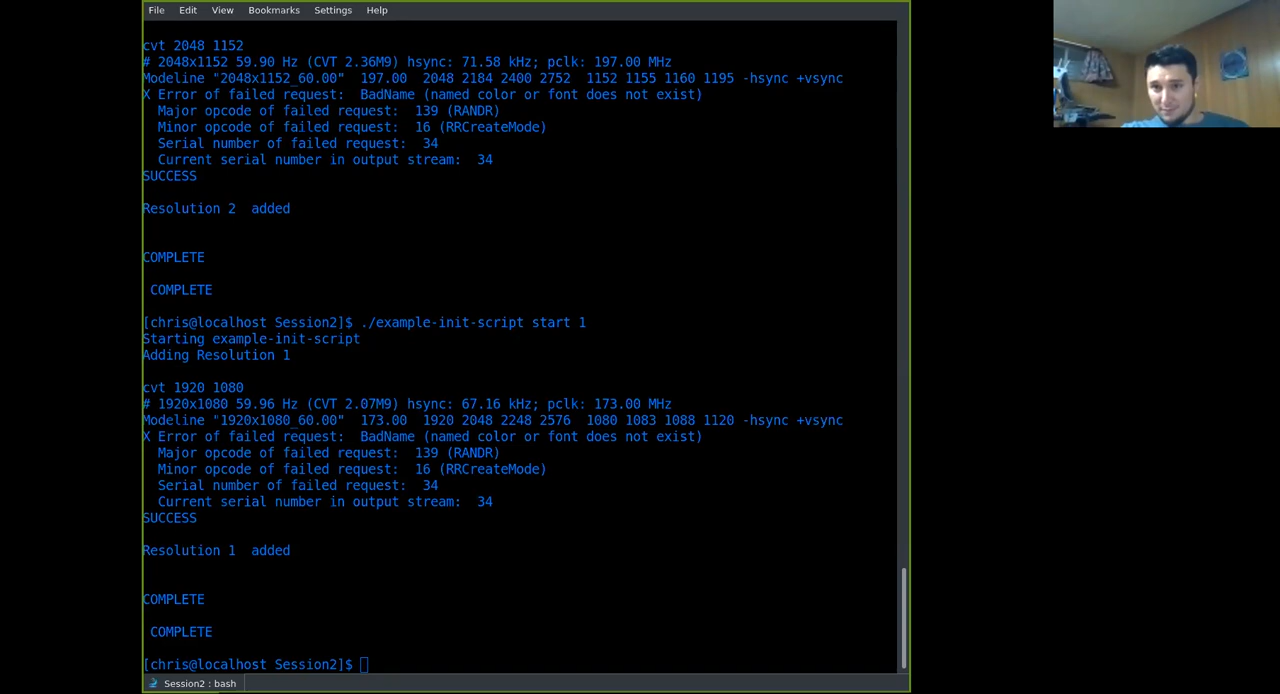 File Edit View Bookmarks Settings Help
cvt 2048 1152
# 2048x1152 59.90 Hz (CVT 2.36M9) hsync: 71.58 kHz; pclk: 197.00 MHz
Modeline "2048x1152_60.00"  197.00  2048 2184 2400 2752  1152 1155 1160 1195 -hsync +vsync
X Error of failed request:  BadName (named color or font does not exist)
  Major opcode of failed request:  139 (RANDR)
  Minor opcode of failed request:  16 (RRCreateMode)
  Serial number of failed request:  34
  Current serial number in output stream:  34
SUCCESS
Resolution 2  added
COMPLETE
 COMPLETE
[chris@localhost Session2]$ ./example-init-script start 1
Starting example-init-script
Adding Resolution 1
cvt 1920 1080
# 1920x1080 59.96 Hz (CVT 2.07M9) hsync: 67.16 kHz; pclk: 173.00 MHz
Modeline "1920x1080_60.00"  173.00  1920 2048 2248 2576  1080 1083 1088 1120 -hsync +vsync
X Error of failed request:  BadName (named color or font does not exist)
  Major opcode of failed request:  139 (RANDR)
  Minor opcode of failed request:  16 (RRCreateMode)
  Serial number of failed request:  34
  Current serial number in output stream:  34
SUCCESS
Resolution 1  added
COMPLETE
 COMPLETE
[chris@localhost Session2]$
Session2 : bash